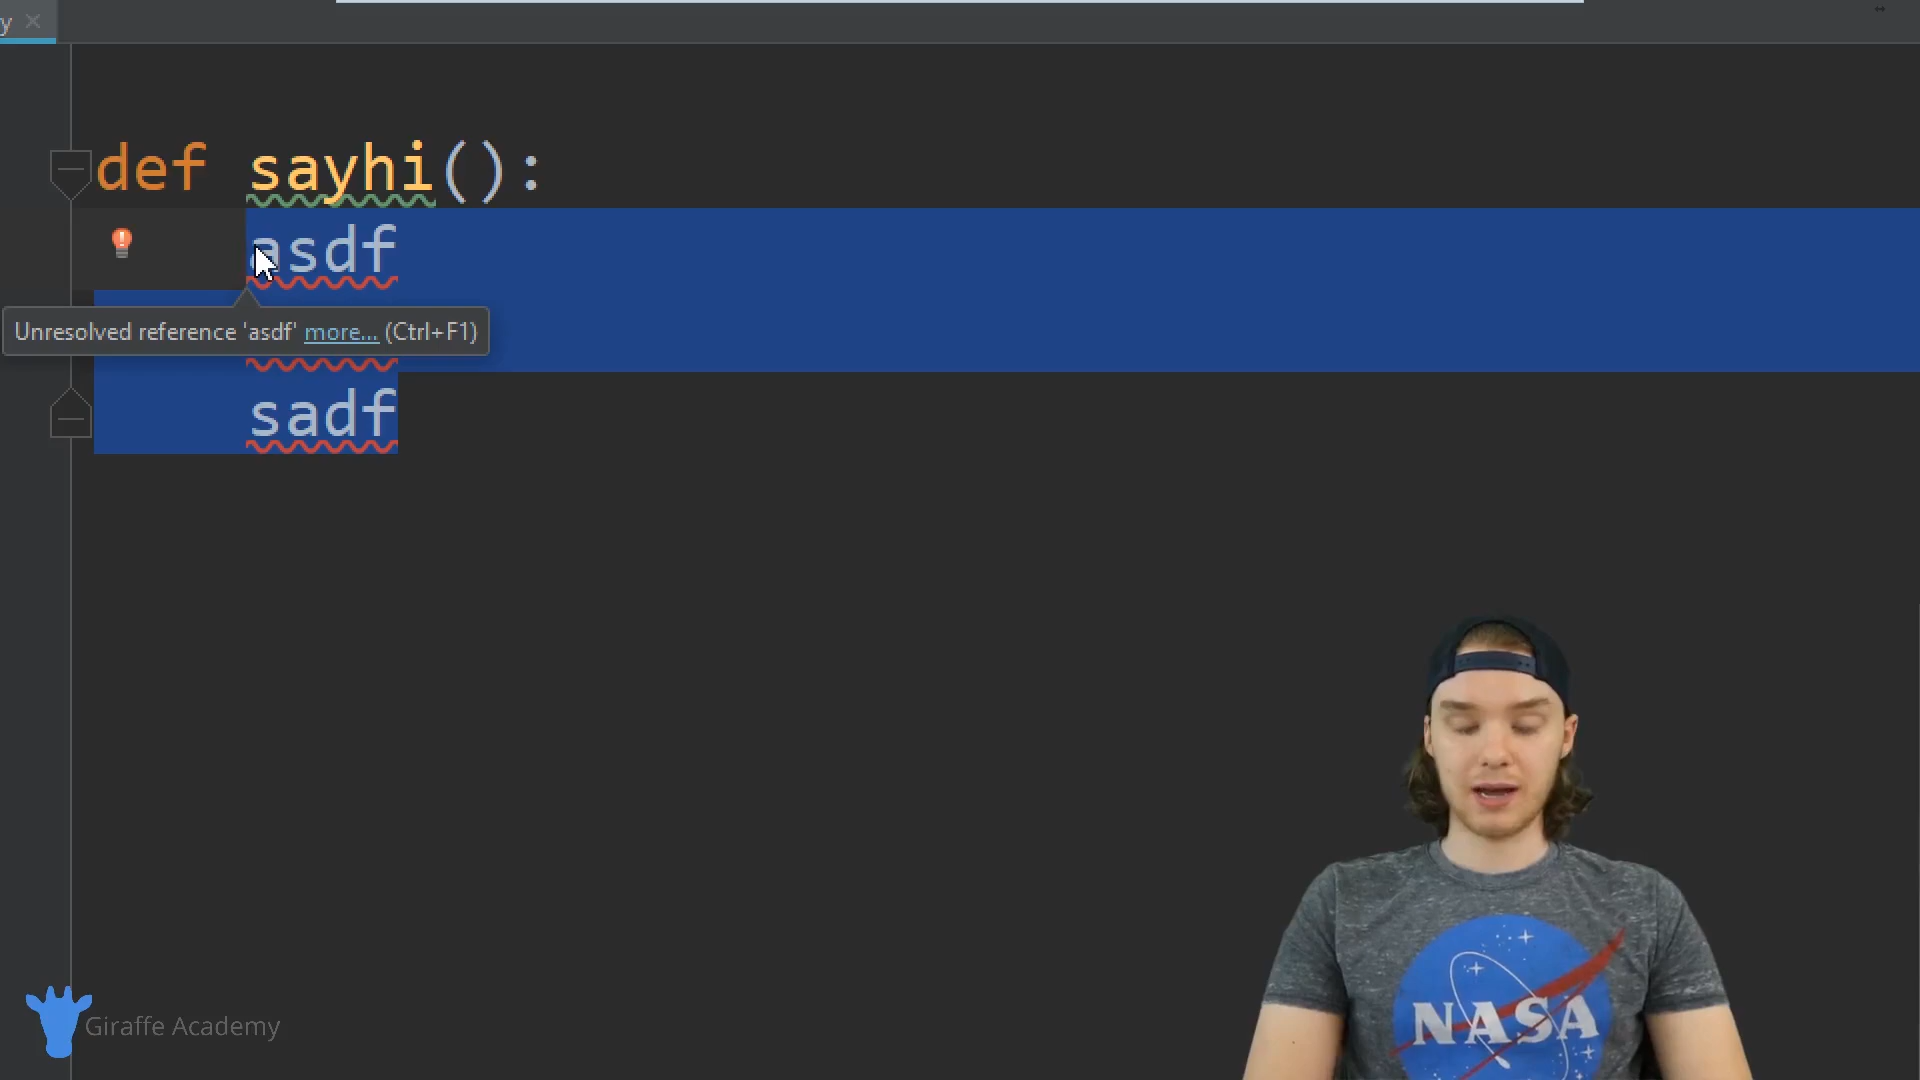 y
def sayhi():
asdf
Unresolved reference 'asdf' more... (Ctrl+F1)
sadf
NASA
Giraffe Academy